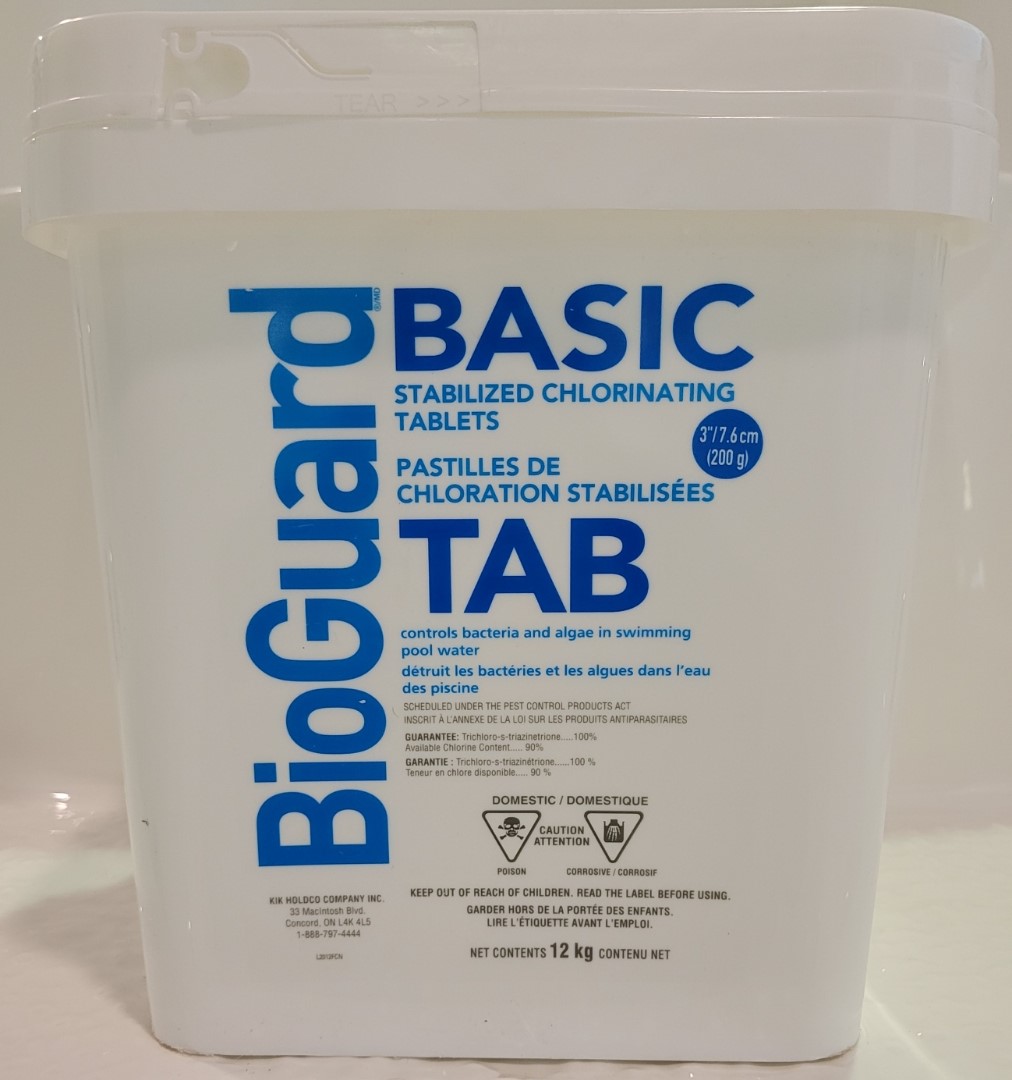 TEAR >>>
BioGuard
®/MD
BASIC
STABILIZED CHLORINATING
TABLETS
3"/7.6 cm
(200 g)
PASTILLES DE
CHLORATION STABILISÉES
TAB
controls bacteria and algae in swimming
pool water
détruit les bactéries et les algues dans l'eau
des piscine
SCHEDULED UNDER THE PEST CONTROL PRODUCTS ACT
INSCRIT À L'ANNEXE DE LA LOI SUR LES PRODUITS ANTIPARASITAIRES
GUARANTEE: Trichloro-s-triazinetrione.....100%
Available Chlorine Content..... 90%
GARANTIE : Trichloro-s-triazinétrione......100 %
Teneur en chlore disponible..... 90 %
DOMESTIC / DOMESTIQUE
CAUTION
ATTENTION
POISON
CORROSIVE / CORROSIF
KEEP OUT OF REACH OF CHILDREN. READ THE LABEL BEFORE USING.
GARDER HORS DE LA PORTÉE DES ENFANTS.
LIRE L'ÉTIQUETTE AVANT L'EMPLOI.
NET CONTENTS 12 kg CONTENU NET
KIK HOLDCO COMPANY INC.
33 Macintosh Blvd.
Concord, ON L4K 4L5
1-888-797-4444